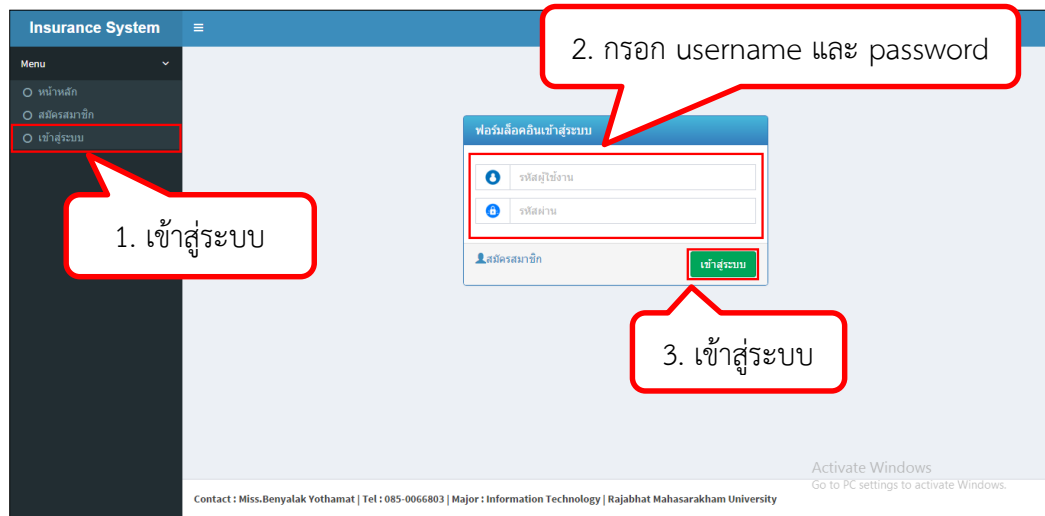 Insurance System
2. กรอก username และ password
Menu
หน้าหลัก
สมัครสมาชิก
เข้าสู่ระบบ
ฟอร์มล็อคอินเข้าสู่ระบบ
รหัสผู้ใช้งาน
รหัสผ่าน
1. เข้าสู่ระบบ
สมัครสมาชิก
เข้าสู่ระบบ
3. เข้าสู่ระบบ
Activate Windows
Go to PC settings to activate Windows.
Contact : Miss.Benyalak Yothamat | Tel : 085-0066803 | Major : Information Technology | Rajabhat Mahasarakham University